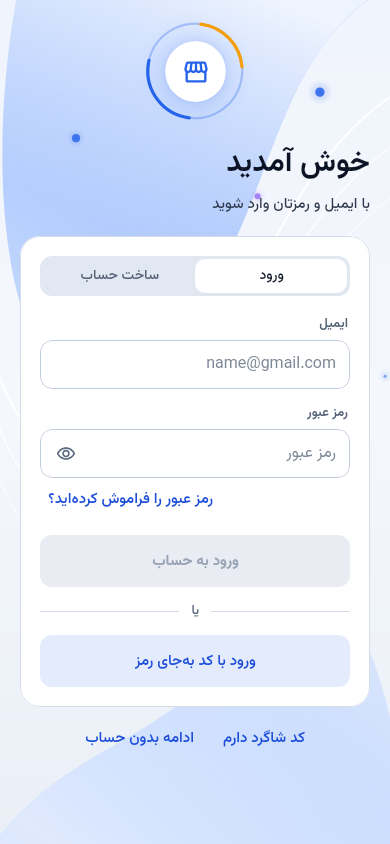 خوش آمدید
با ایمیل و رمزتان وارد شوید
ورود
ساخت حساب
ایمیل
name@gmail.com
رمز عبور
رمز عبور
رمز عبور را فراموش کرده‌اید؟
ورود به حساب
یا
ورود با کد به‌جای رمز
کد شاگرد دارم
ادامه بدون حساب